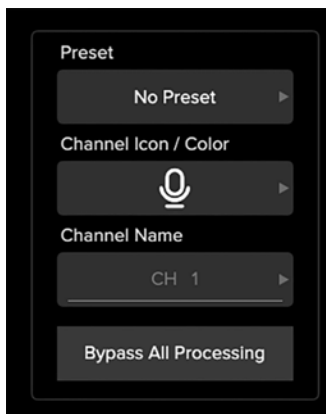 Preset
No Preset
Channel Icon / Color
Channel Name
CH 1
Bypass All Processing